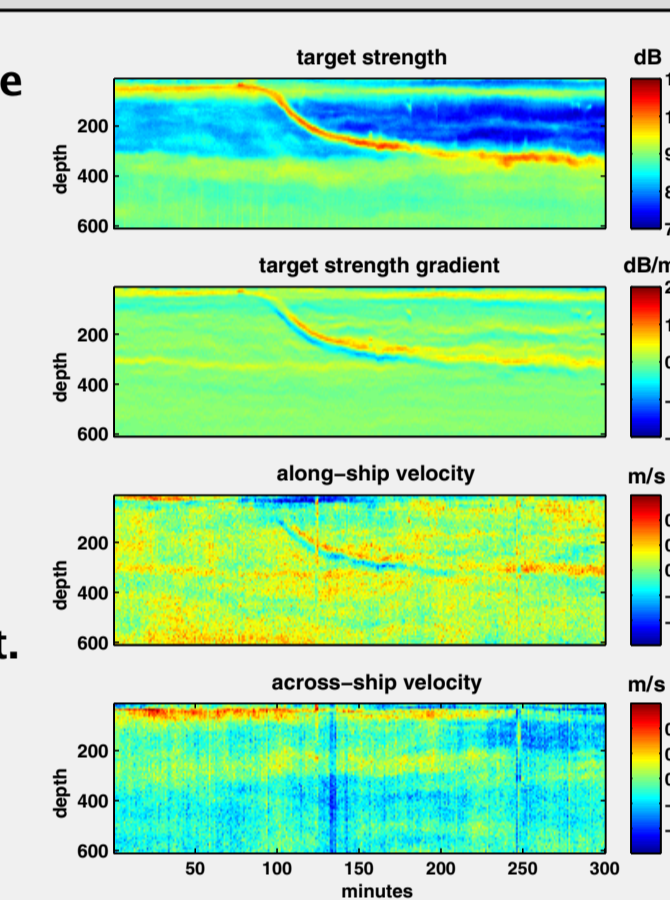 target strength
dB
e
200
400
600
depth
target strength gradient
200
400
600
depth
along−ship velocity
m/s
200
400
600
depth
t.
across−ship velocity
m/s
200
400
600
depth
50 100 150 200 250 300
minutes